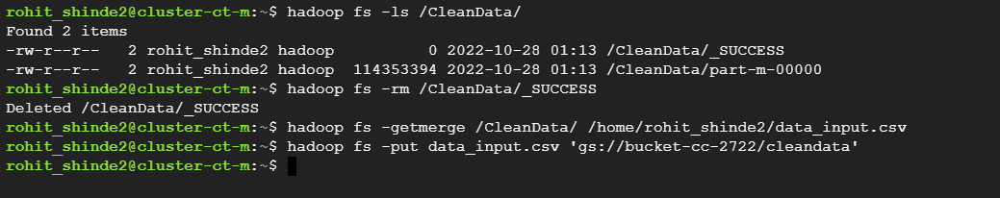 rohit_shinde2@cluster-ct-m:~$ hadoop fs -ls /CleanData/
Found 2 items
-rw-r--r--   2 rohit_shinde2 hadoop          0 2022-10-28 01:13 /CleanData/_SUCCESS
-rw-r--r--   2 rohit_shinde2 hadoop  114353394 2022-10-28 01:13 /CleanData/part-m-00000
rohit_shinde2@cluster-ct-m:~$ hadoop fs -rm /CleanData/_SUCCESS
Deleted /CleanData/_SUCCESS
rohit_shinde2@cluster-ct-m:~$ hadoop fs -getmerge /CleanData/ /home/rohit_shinde2/data_input.csv
rohit_shinde2@cluster-ct-m:~$ hadoop fs -put data_input.csv 'gs://bucket-cc-2722/cleandata'
rohit_shinde2@cluster-ct-m:~$